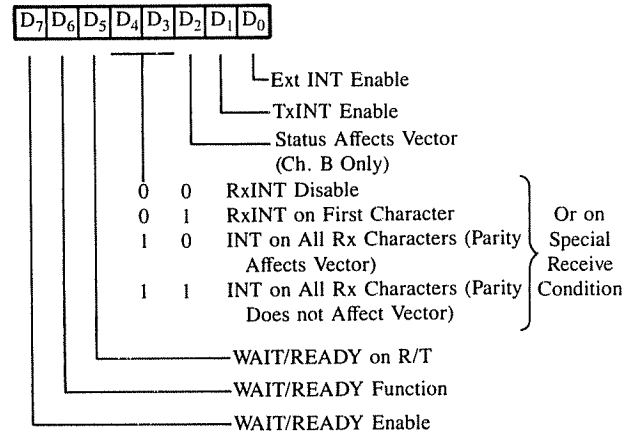 D7 D6 D5 D4 D3 D2 D1 D0
Ext INT Enable
TxINT Enable
Status Affects Vector
(Ch. B Only)
0 0 RxINT Disable
0 1 RxINT on First Character
1 0 INT on All Rx Characters (Parity
Affects Vector)
1 1 INT on All Rx Characters (Parity
Does not Affect Vector)
Or on
Special
Receive
Condition
WAIT/READY on R/T
WAIT/READY Function
WAIT/READY Enable